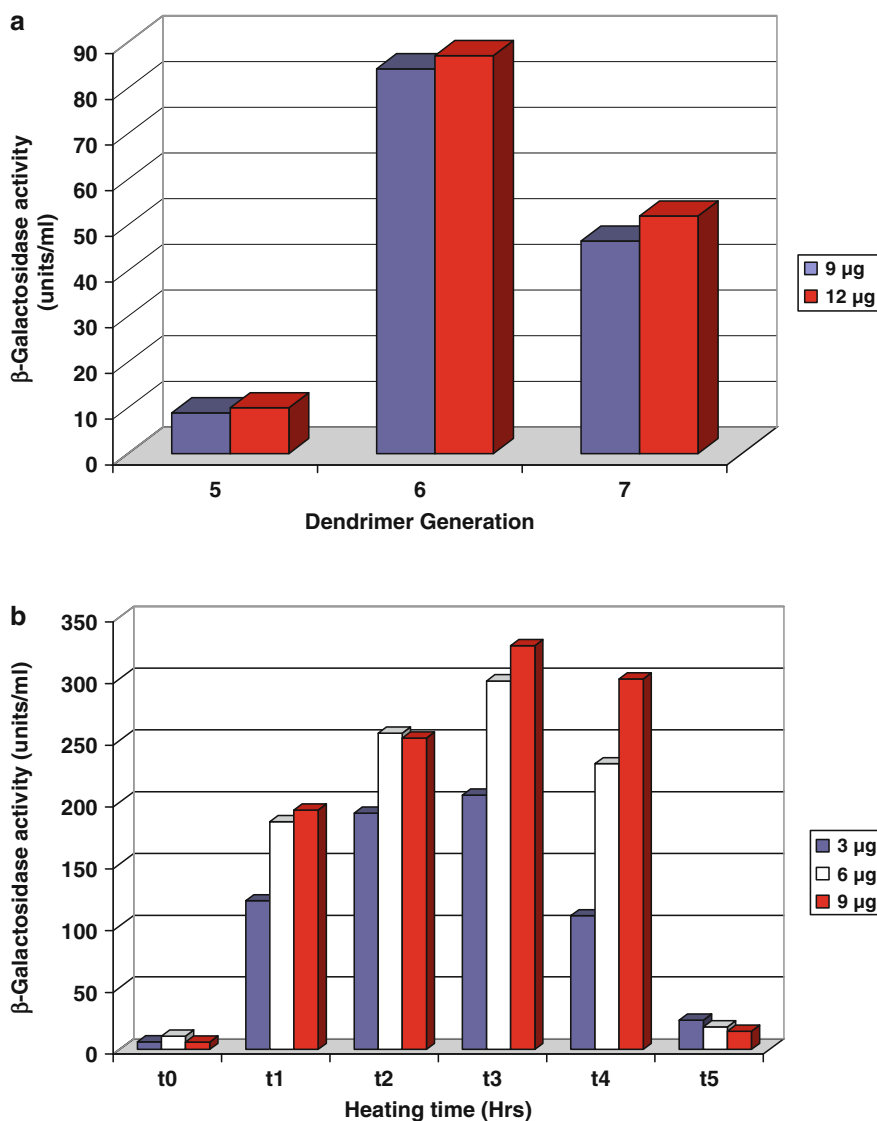 a
β-Galactosidase activity
(units/ml)
90
80
70
60
50
40
30
20
10
0
5 6 7
Dendrimer Generation
9 µg
12 µg
b
β-Galactosidase activity (units/ml)
350
300
250
200
150
100
50
0
t0 t1 t2 t3 t4 t5
Heating time (Hrs)
3 µg
6 µg
9 µg